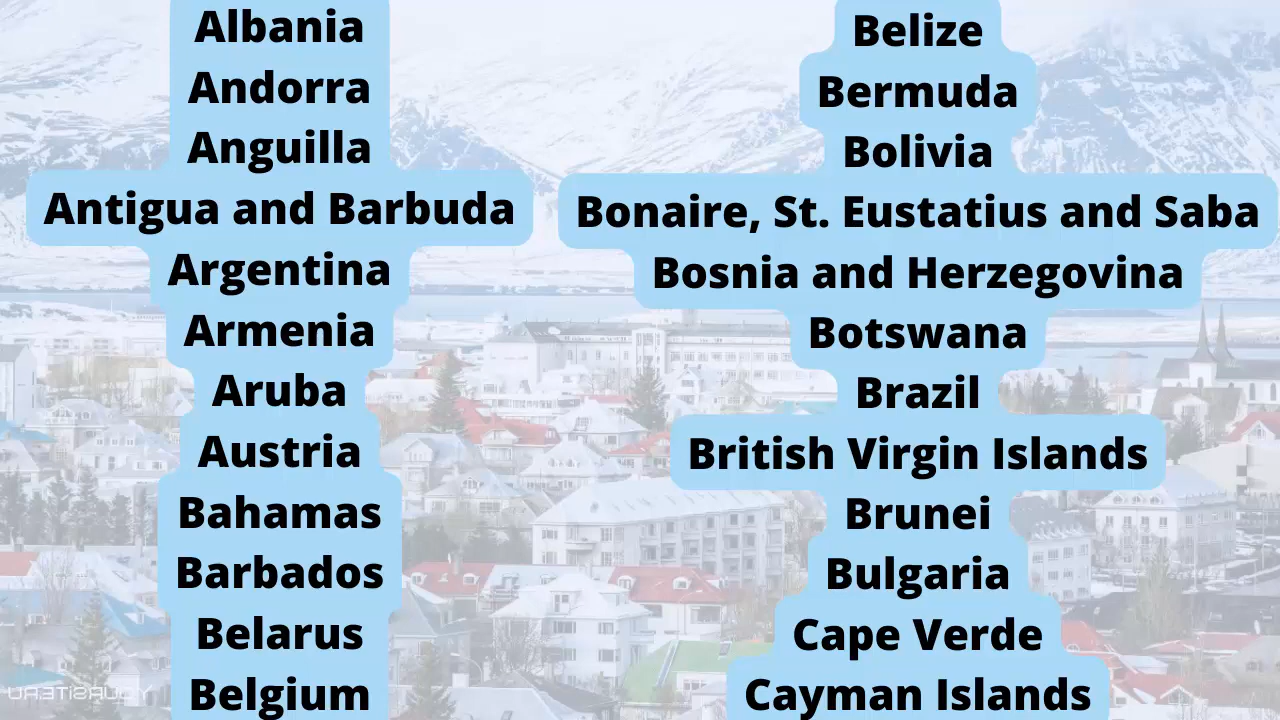 Albania
Andorra
Anguilla
Antigua and Barbuda
Argentina
Armenia
Aruba
Austria
Bahamas
Barbados
Belarus
Belgium
Belize
Bermuda
Bolivia
Bonaire, St. Eustatius and Saba
Bosnia and Herzegovina
Botswana
Brazil
British Virgin Islands
Brunei
Bulgaria
Cape Verde
Cayman Islands